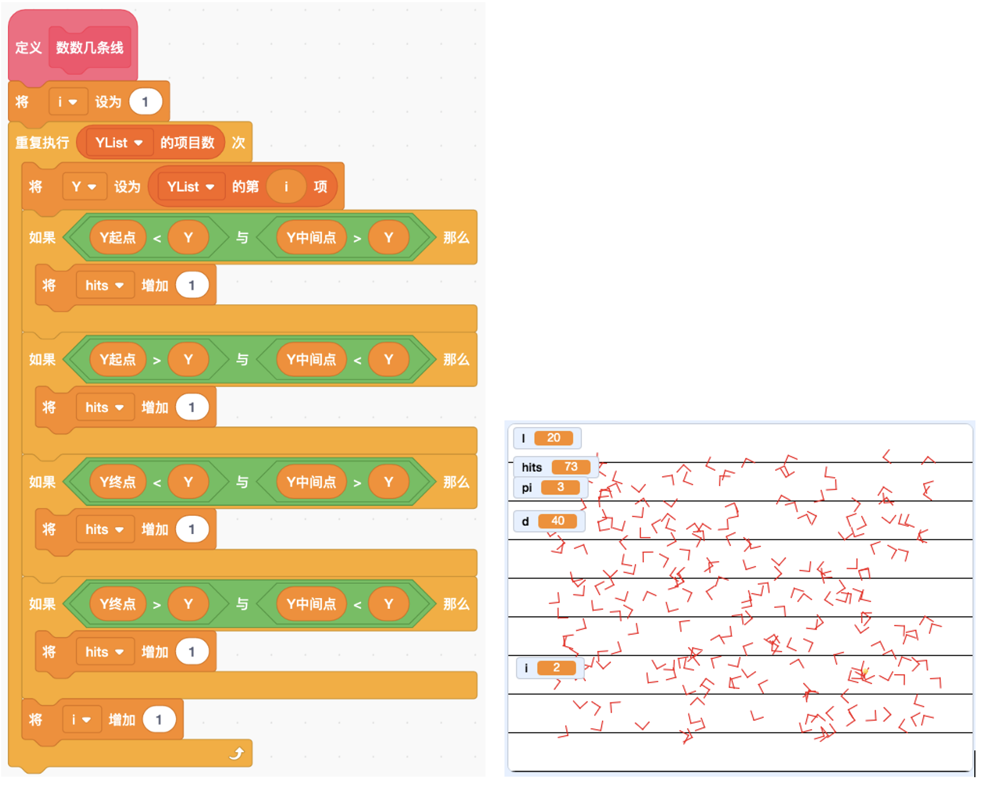 定义 数数几条线
将 i 设为 1
重复执行 YList 的项目数 次
将 Y 设为 YList 的第 i 项
如果 Y起点 < Y 与 Y中间点 > Y 那么
将 hits 增加 1
如果 Y起点 > Y 与 Y中间点 < Y 那么
将 hits 增加 1
如果 Y终点 < Y 与 Y中间点 > Y 那么
将 hits 增加 1
如果 Y终点 > Y 与 Y中间点 < Y 那么
将 hits 增加 1
将 i 增加 1
l 20
hits 73
pi 3
d 40
i 2